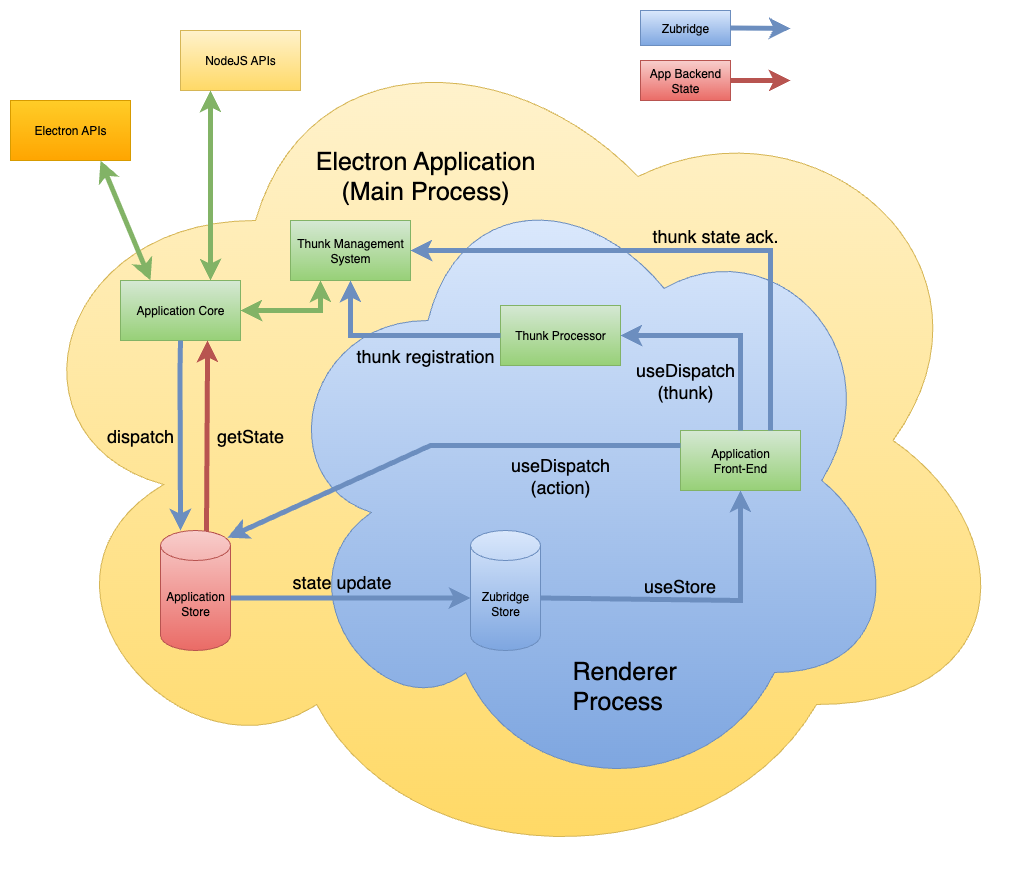 Zubridge
NodeJS APIs
App Backend
State
Electron APIs
Electron Application
(Main Process)
thunk state ack.
Thunk Management
System
Application Core
Thunk Processor
thunk registration
useDispatch
(thunk)
dispatch
getState
Application
Front-End
useDispatch
(action)
state update
Application
Store
Zubridge
Store
useStore
Renderer
Process